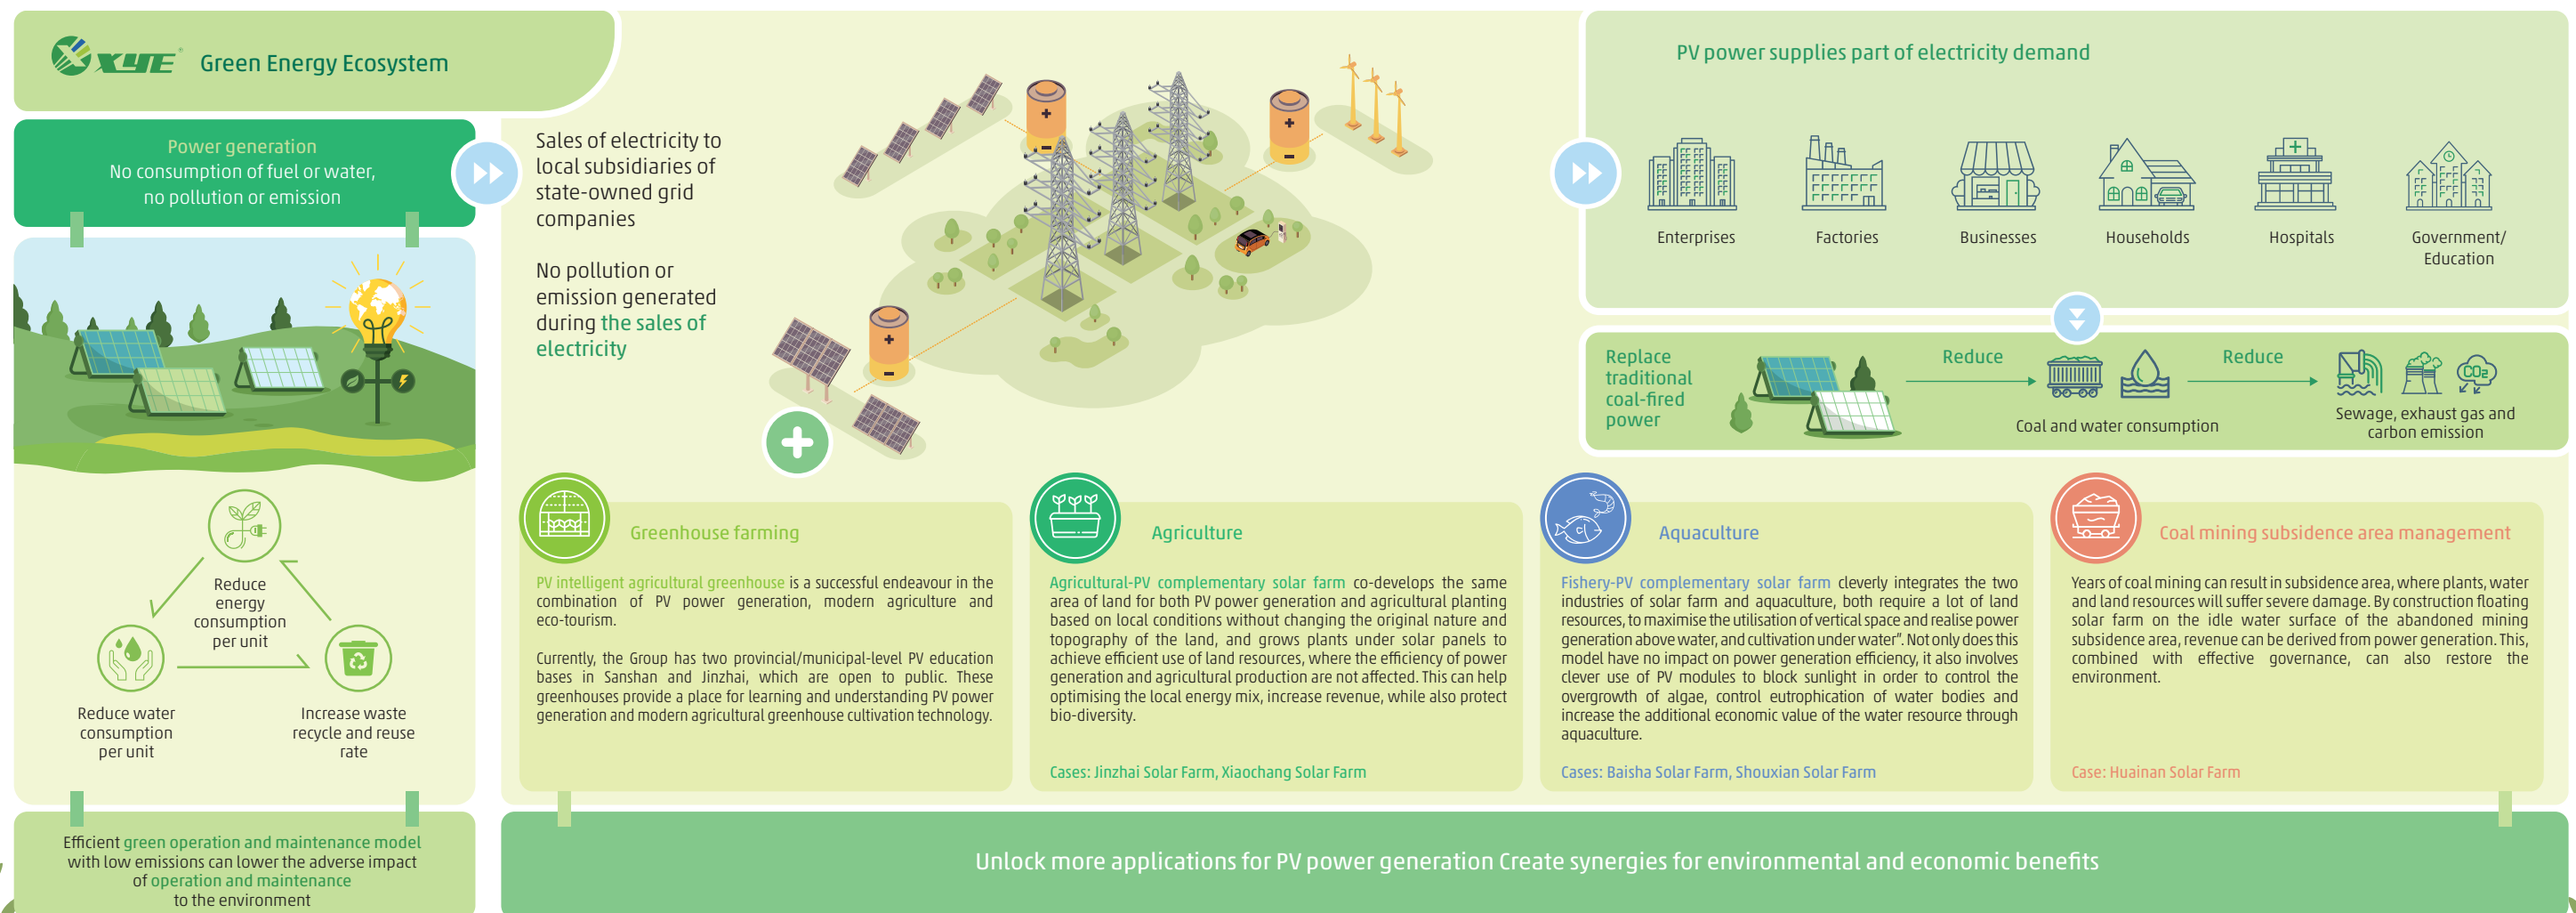 XYE
Green Energy Ecosystem
Power generation
No consumption of fuel or water,
no pollution or emission
Reduce
energy
consumption
per unit
Reduce water
consumption
per unit
Increase waste
recycle and reuse
rate
Efficient green operation and maintenance model
with low emissions can lower the adverse impact
of operation and maintenance
to the environment
Sales of electricity to
local subsidiaries of
state-owned grid
companies
No pollution or
emission generated
during the sales of
electricity
PV power supplies part of electricity demand
Enterprises
Factories
Businesses
Households
Hospitals
Government/
Education
Replace
traditional
coal-fired
power
Reduce
Coal and water consumption
Reduce
CO2
Sewage, exhaust gas and
carbon emission
Greenhouse farming
PV intelligent agricultural greenhouse is a successful endeavour in the
combination of PV power generation, modern agriculture and
eco-tourism.
Currently, the Group has two provincial/municipal-level PV education
bases in Sanshan and Jinzhai, which are open to public. These
greenhouses provide a place for learning and understanding PV power
generation and modern agricultural greenhouse cultivation technology.
Agriculture
Agricultural-PV complementary solar farm co-develops the same
area of land for both PV power generation and agricultural planting
based on local conditions without changing the original nature and
topography of the land, and grows plants under solar panels to
achieve efficient use of land resources, where the efficiency of power
generation and agricultural production are not affected. This can help
optimising the local energy mix, increase revenue, while also protect
bio-diversity.
Cases: Jinzhai Solar Farm, Xiaochang Solar Farm
Aquaculture
Fishery-PV complementary solar farm cleverly integrates the two
industries of solar farm and aquaculture, both require a lot of land
resources, to maximise the utilisation of vertical space and realise power
generation above water, and cultivation under water”. Not only does this
model have no impact on power generation efficiency, it also involves
clever use of PV modules to block sunlight in order to control the
overgrowth of algae, control eutrophication of water bodies and
increase the additional economic value of the water resource through
aquaculture.
Cases: Baisha Solar Farm, Shouxian Solar Farm
Coal mining subsidence area management
Years of coal mining can result in subsidence area, where plants, water
and land resources will suffer severe damage. By construction floating
solar farm on the idle water surface of the abandoned mining
subsidence area, revenue can be derived from power generation. This,
combined with effective governance, can also restore the
environment.
Case: Huainan Solar Farm
Unlock more applications for PV power generation Create synergies for environmental and economic benefits